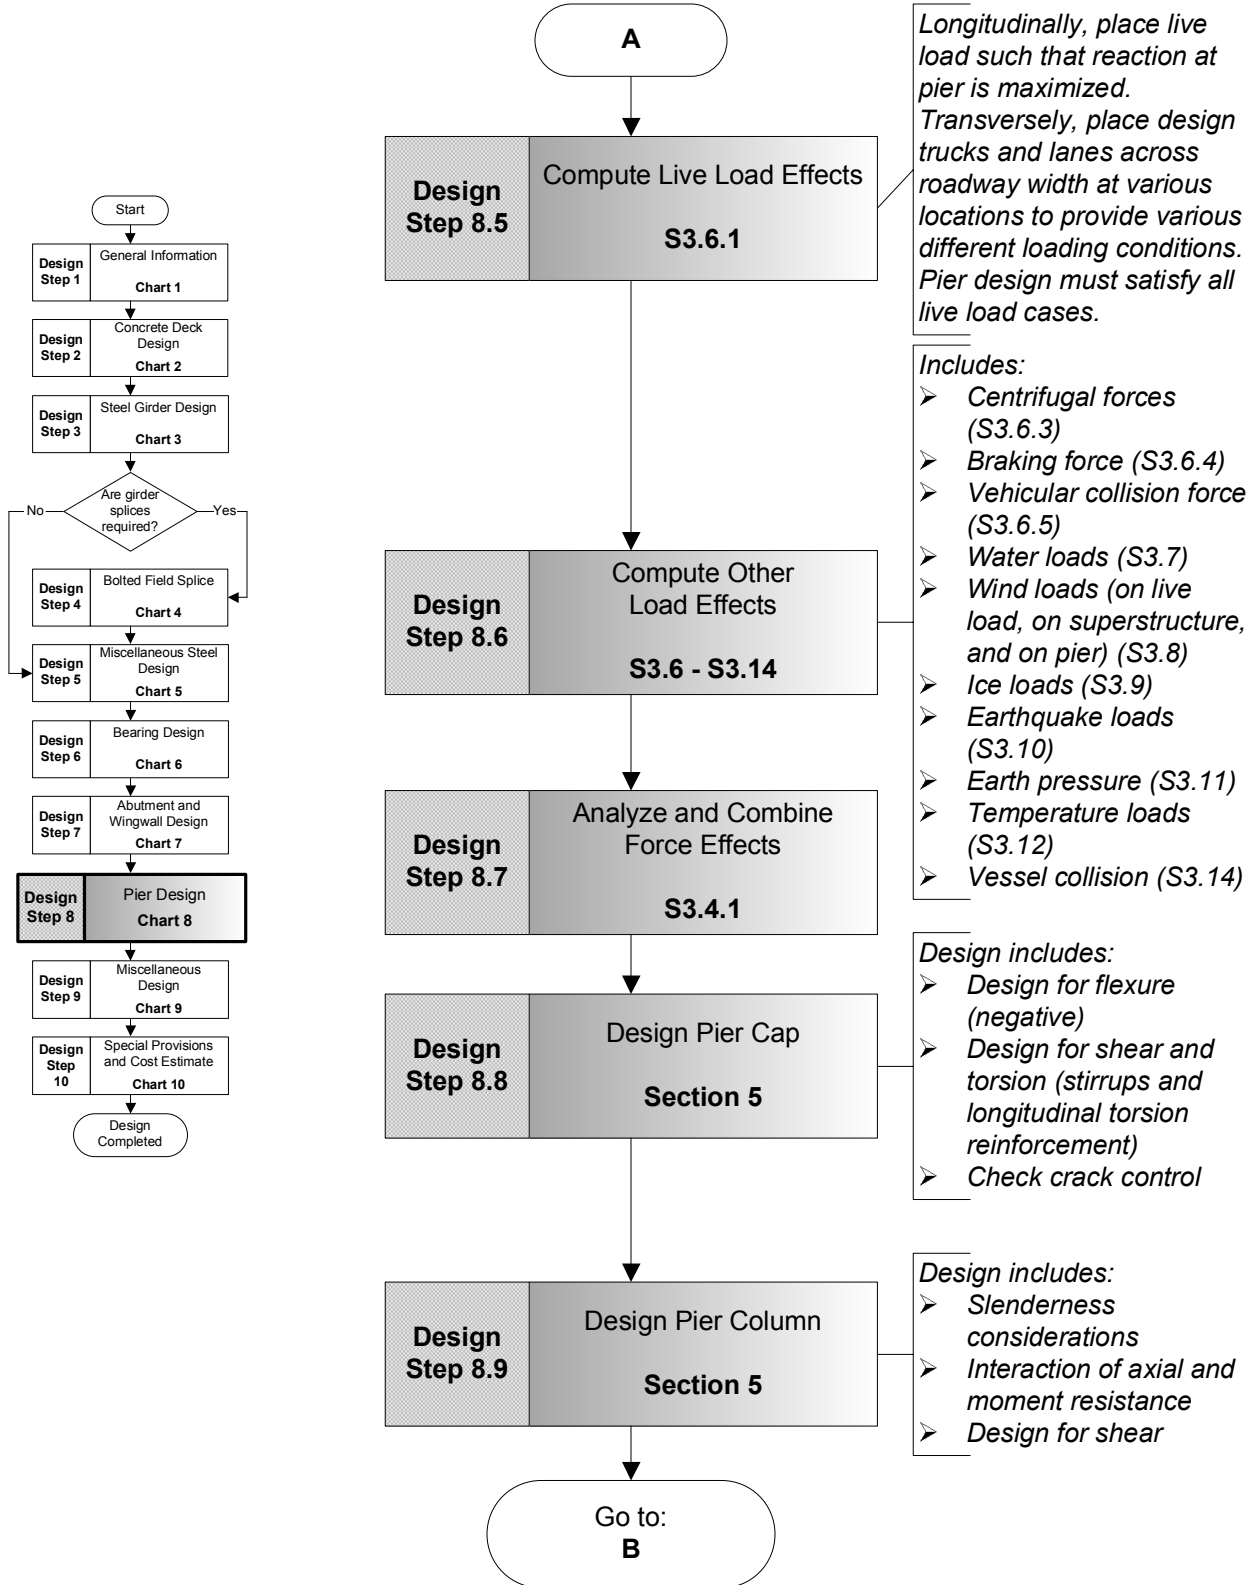 Start
Design
Step 1
General Information
Chart 1
Design
Step 2
Concrete Deck
Design
Chart 2
Design
Step 3
Steel Girder Design
Chart 3
Are girder
splices
required?
No
Yes
Design
Step 4
Bolted Field Splice
Chart 4
Design
Step 5
Miscellaneous Steel
Design
Chart 5
Design
Step 6
Bearing Design
Chart 6
Design
Step 7
Abutment and
Wingwall Design
Chart 7
Design
Step 8
Pier Design
Chart 8
Design
Step 9
Miscellaneous
Design
Chart 9
Design
Step
10
Special Provisions
and Cost Estimate
Chart 10
Design
Completed
A
Design
Step 8.5
Compute Live Load Effects
S3.6.1
Longitudinally, place live
load such that reaction at
pier is maximized.
Transversely, place design
trucks and lanes across
roadway width at various
locations to provide various
different loading conditions.
Pier design must satisfy all
live load cases.
Design
Step 8.6
Compute Other
Load Effects
S3.6 - S3.14
Includes:
➢ Centrifugal forces
(S3.6.3)
➢ Braking force (S3.6.4)
➢ Vehicular collision force
(S3.6.5)
➢ Water loads (S3.7)
➢ Wind loads (on live
load, on superstructure,
and on pier) (S3.8)
➢ Ice loads (S3.9)
➢ Earthquake loads
(S3.10)
➢ Earth pressure (S3.11)
➢ Temperature loads
(S3.12)
➢ Vessel collision (S3.14)
Design
Step 8.7
Analyze and Combine
Force Effects
S3.4.1
Design
Step 8.8
Design Pier Cap
Section 5
Design includes:
➢ Design for flexure
(negative)
➢ Design for shear and
torsion (stirrups and
longitudinal torsion
reinforcement)
➢ Check crack control
Design
Step 8.9
Design Pier Column
Section 5
Design includes:
➢ Slenderness
considerations
➢ Interaction of axial and
moment resistance
➢ Design for shear
Go to:
B